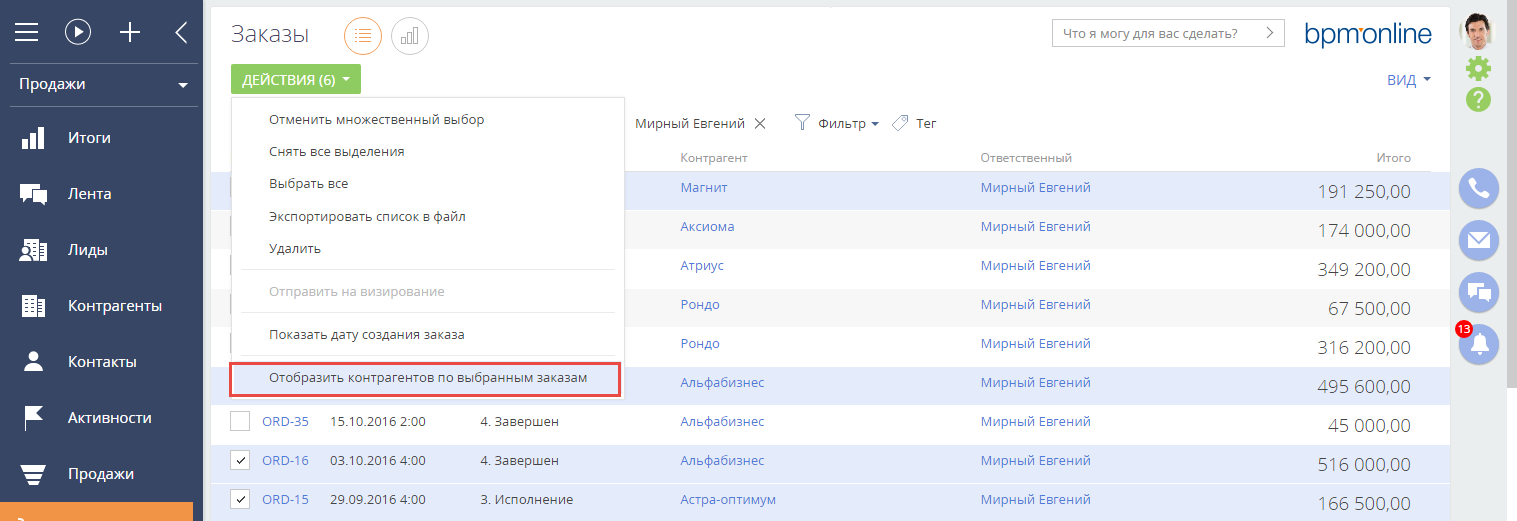 Заказы
Что я могу для вас сделать?
bpmonline
Продажи
ДЕЙСТВИЯ (6)
ВИД
Итоги
Лента
Лиды
Контрагенты
Контакты
Активности
Продажи
Отменить множественный выбор
Снять все выделения
Выбрать все
Экспортировать список в файл
Удалить
Отправить на визирование
Показать дату создания заказа
Отобразить контрагентов по выбранным заказам
Мирный Евгений Фильтр Тег
Контрагент Ответственный Итого
Магнит Мирный Евгений 191 250,00
Аксиома Мирный Евгений 174 000,00
Атриус Мирный Евгений 349 200,00
Рондо Мирный Евгений 67 500,00
Рондо Мирный Евгений 316 200,00
Альфабизнес Мирный Евгений 495 600,00
ORD-35 15.10.2016 2:00 4. Завершен Альфабизнес Мирный Евгений 45 000,00
ORD-16 03.10.2016 4:00 4. Завершен Альфабизнес Мирный Евгений 516 000,00
ORD-15 29.09.2016 4:00 3. Исполнение Астра-оптимум Мирный Евгений 166 500,00
13